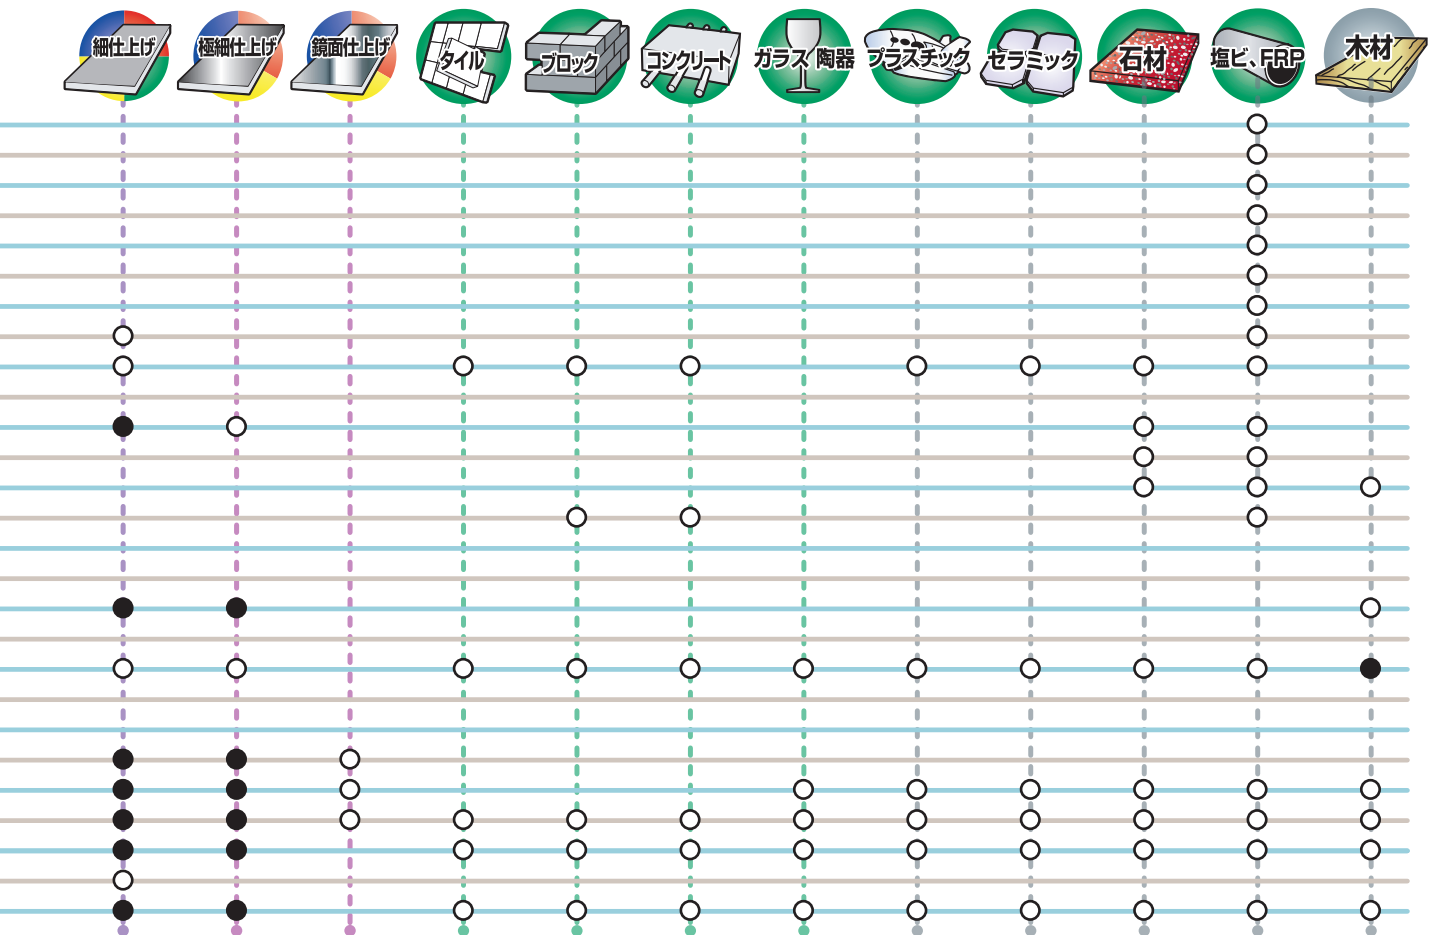 細仕上げ
極細仕上げ
鏡面仕上げ
タイル
ブロック
コンクリート
ガラス 陶器
プラスチック
セラミック
石材
塩ビ、FRP
木材